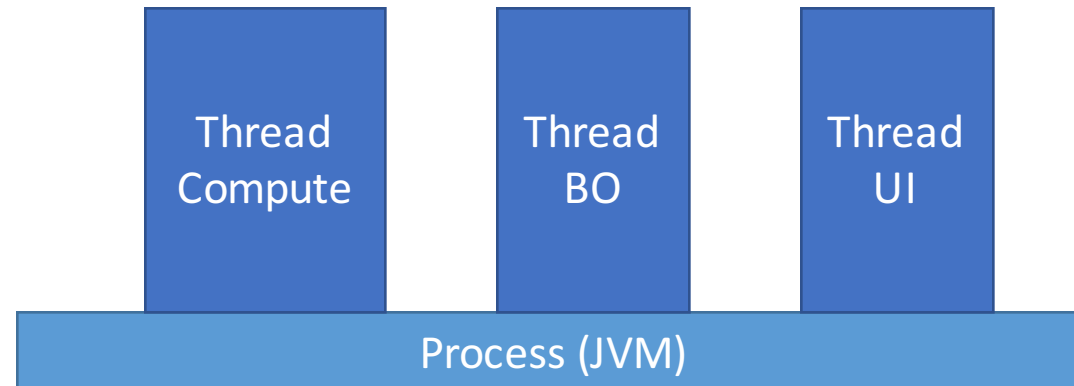 Thread
Compute
Thread
BO
Thread
UI
Process (JVM)